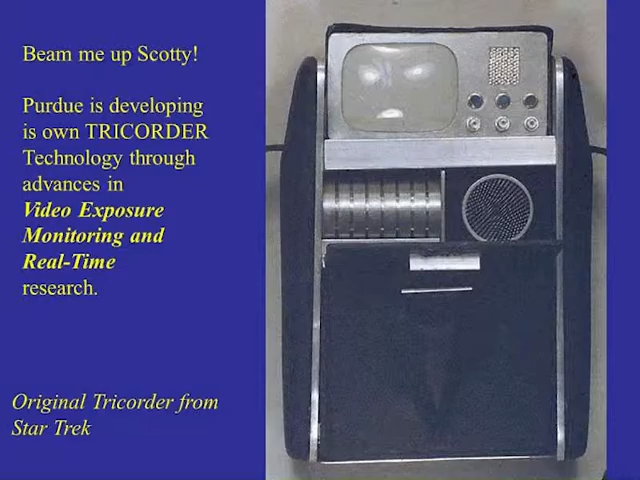 Beam me up Scotty!
Purdue is developing
is own TRICORDER
Technology through
advances in
Video Exposure
Monitoring and
Real-Time
research.
Original Tricorder from
Star Trek